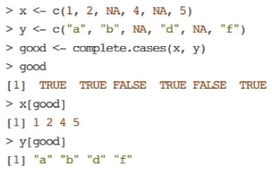 > x <- c(1, 2, NA, 4, NA, 5)
> y <- c("a", "b", NA, "d", NA, "f")
> good <- complete.cases(x, y)
> good
[1] TRUE TRUE FALSE TRUE FALSE TRUE
> x[good]
[1] 1 2 4 5
> y[good]
[1] "a" "b" "d" "f"